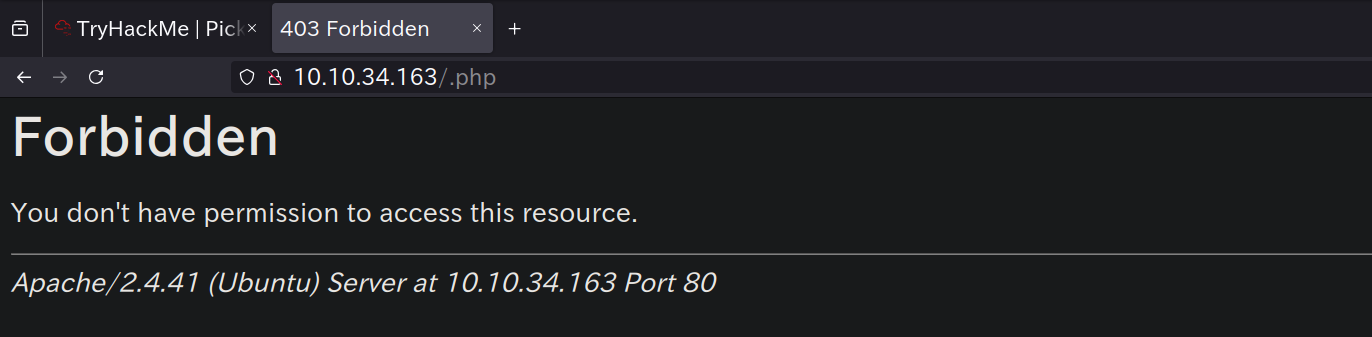 TryHackMe | Pick
403 Forbidden
10.10.34.163/.php
Forbidden
You don't have permission to access this resource.
Apache/2.4.41 (Ubuntu) Server at 10.10.34.163 Port 80